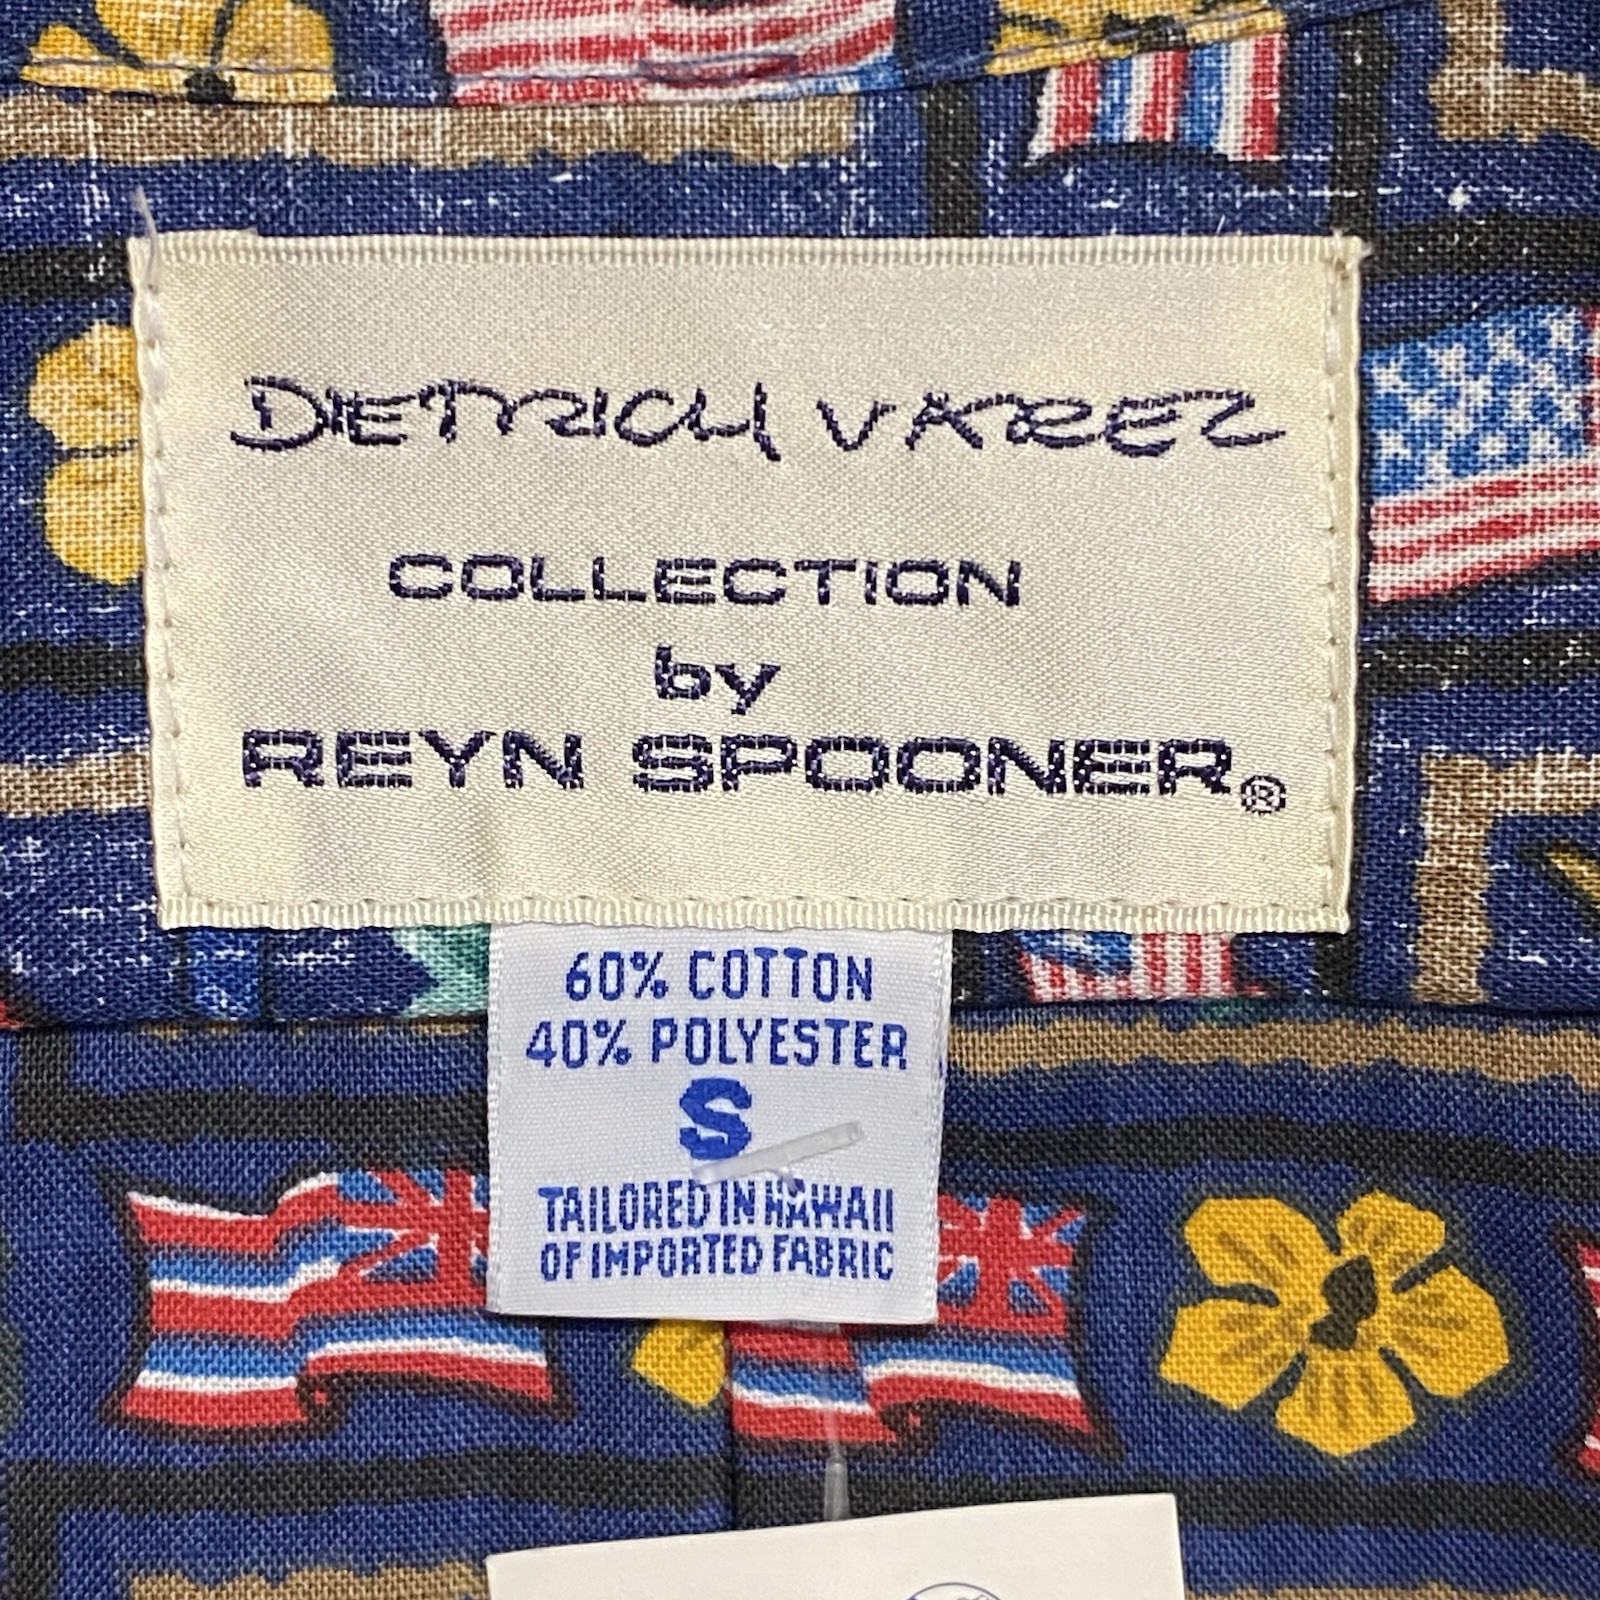 DIETRICH VAREZ
COLLECTION
by
REYN SPOONER®
60% COTTON
40% POLYESTER
S
TAILORED IN HAWAII
OF IMPORTED FABRIC